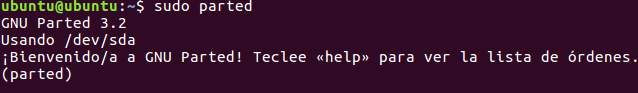 ubuntu@ubuntu:~$ sudo parted
GNU Parted 3.2
Usando /dev/sda
¡Bienvenido/a a GNU Parted! Teclee «help» para ver la lista de órdenes.
(parted)